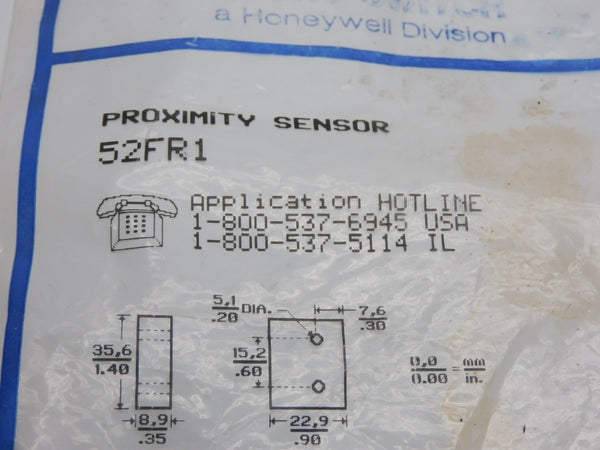 a Honeywell Division
PROXIMITY SENSOR
52FR1
Application HOTLINE
1-800-537-6945 USA
1-800-537-5114 IL
5,1
.20
DIA.
7,6
.30
35,6
1.40
15,2
.60
0,0
0.00
=
mm
in.
8,9
.35
22,9
.90